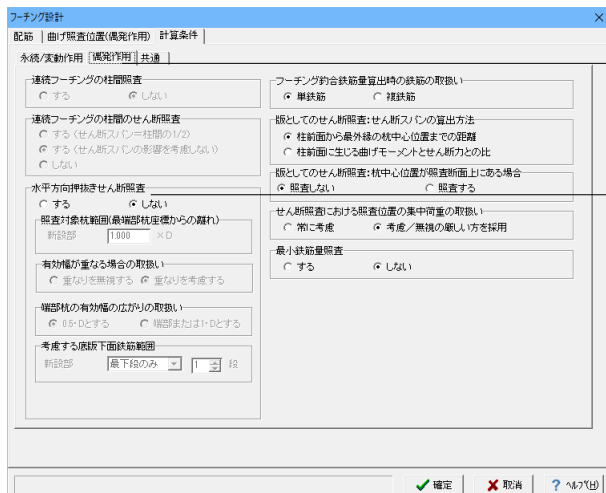 フーチング設計
配筋 曲げ照査位置(偶発作用) 計算条件
永続/変動作用 偶発作用 共通
連続フーチングの柱間照査
する しない
連続フーチングの柱間のせん断照査
する（せん断スパン=柱間の1/2）
する（せん断スパンの影響を考慮しない）
しない
水平方向押抜きせん断照査
する しない
照査対象杭範囲(最端部杭座標からの離れ)
新設部 1.000 ×D
有効幅が重なる場合の取扱い
重なりを無視する 重なりを考慮する
端部杭の有効幅の広がりの取扱い
0.5・Dとする 端部または1・Dとする
考慮する底版下面鉄筋範囲
新設部 最下段のみ 1 段
フーチング釣合鉄筋量算出時の鉄筋の取扱い
単鉄筋 複鉄筋
版としてのせん断照査:せん断スパンの算出方法
柱前面から最外縁の杭中心位置までの距離
柱前面に生じる曲げモーメントとせん断力との比
版としてのせん断照査:杭中心位置が照査断面上にある場合
照査しない 照査する
せん断照査における照査位置の集中荷重の取扱い
常に考慮 考慮／無視の厳しい方を採用
最小鉄筋量照査
する しない
確定 取消 ? ヘルプ(H)